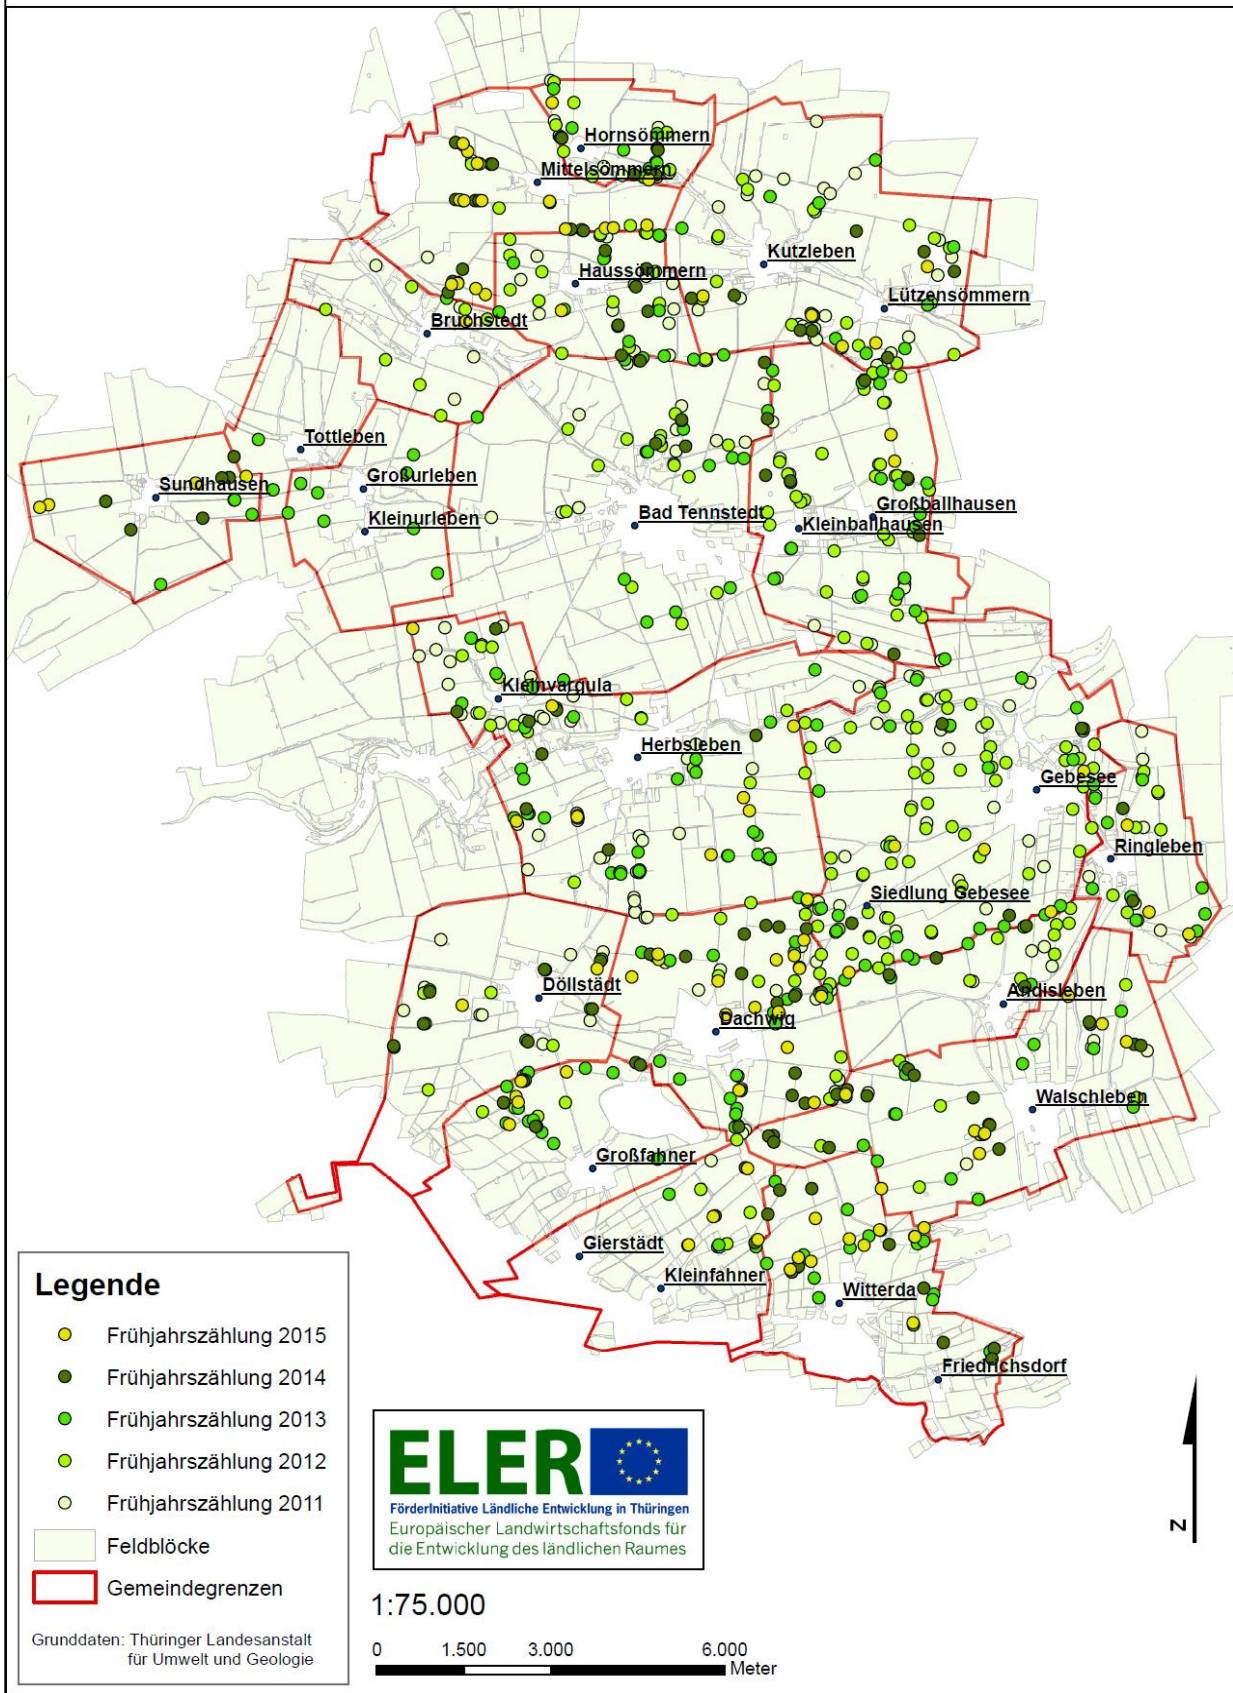 Hornsömmern
Mittelsömmern
Kutzleben
Haussömmern
Lützensömmern
Bruchstedt
Tottleben
Sundhausen
Großurleben
Kleinurleben
Bad Tennstedt
Großballhausen
Kleinballhausen
Kleinvargula
Herbsleben
Gebesee
Ringleben
Siedlung Gebesee
Döllstädt
Andisleben
Dachwig
Walschleben
Großfahner
Gierstädt
Kleinfahner
Witterda
Friedrichsdorf
Legende
Frühjahrszählung 2015
Frühjahrszählung 2014
Frühjahrszählung 2013
Frühjahrszählung 2012
Frühjahrszählung 2011
Feldblöcke
Gemeindegrenzen
Grunddaten: Thüringer Landesanstalt
für Umwelt und Geologie
ELER
FörderInitiative Ländliche Entwicklung in Thüringen
Europäischer Landwirtschaftsfonds für
die Entwicklung des ländlichen Raumes
1:75.000
0 1.500 3.000 6.000
Meter
N